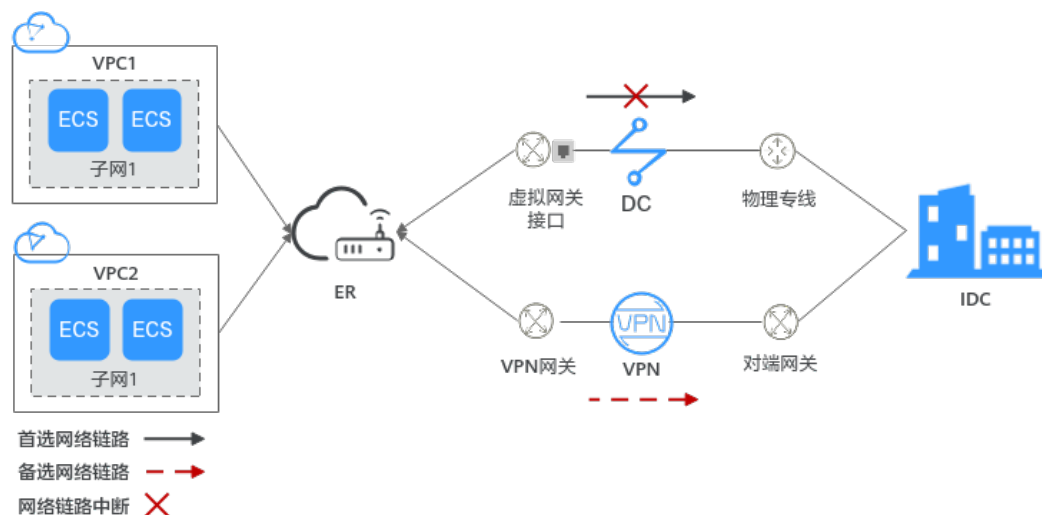 VPC1
ECS ECS
子网1
VPC2
ECS ECS
子网1
ER
虚拟网关
接口
DC
物理专线
VPN网关
VPN
VPN
对端网关
IDC
首选网络链路
备选网络链路
网络链路中断